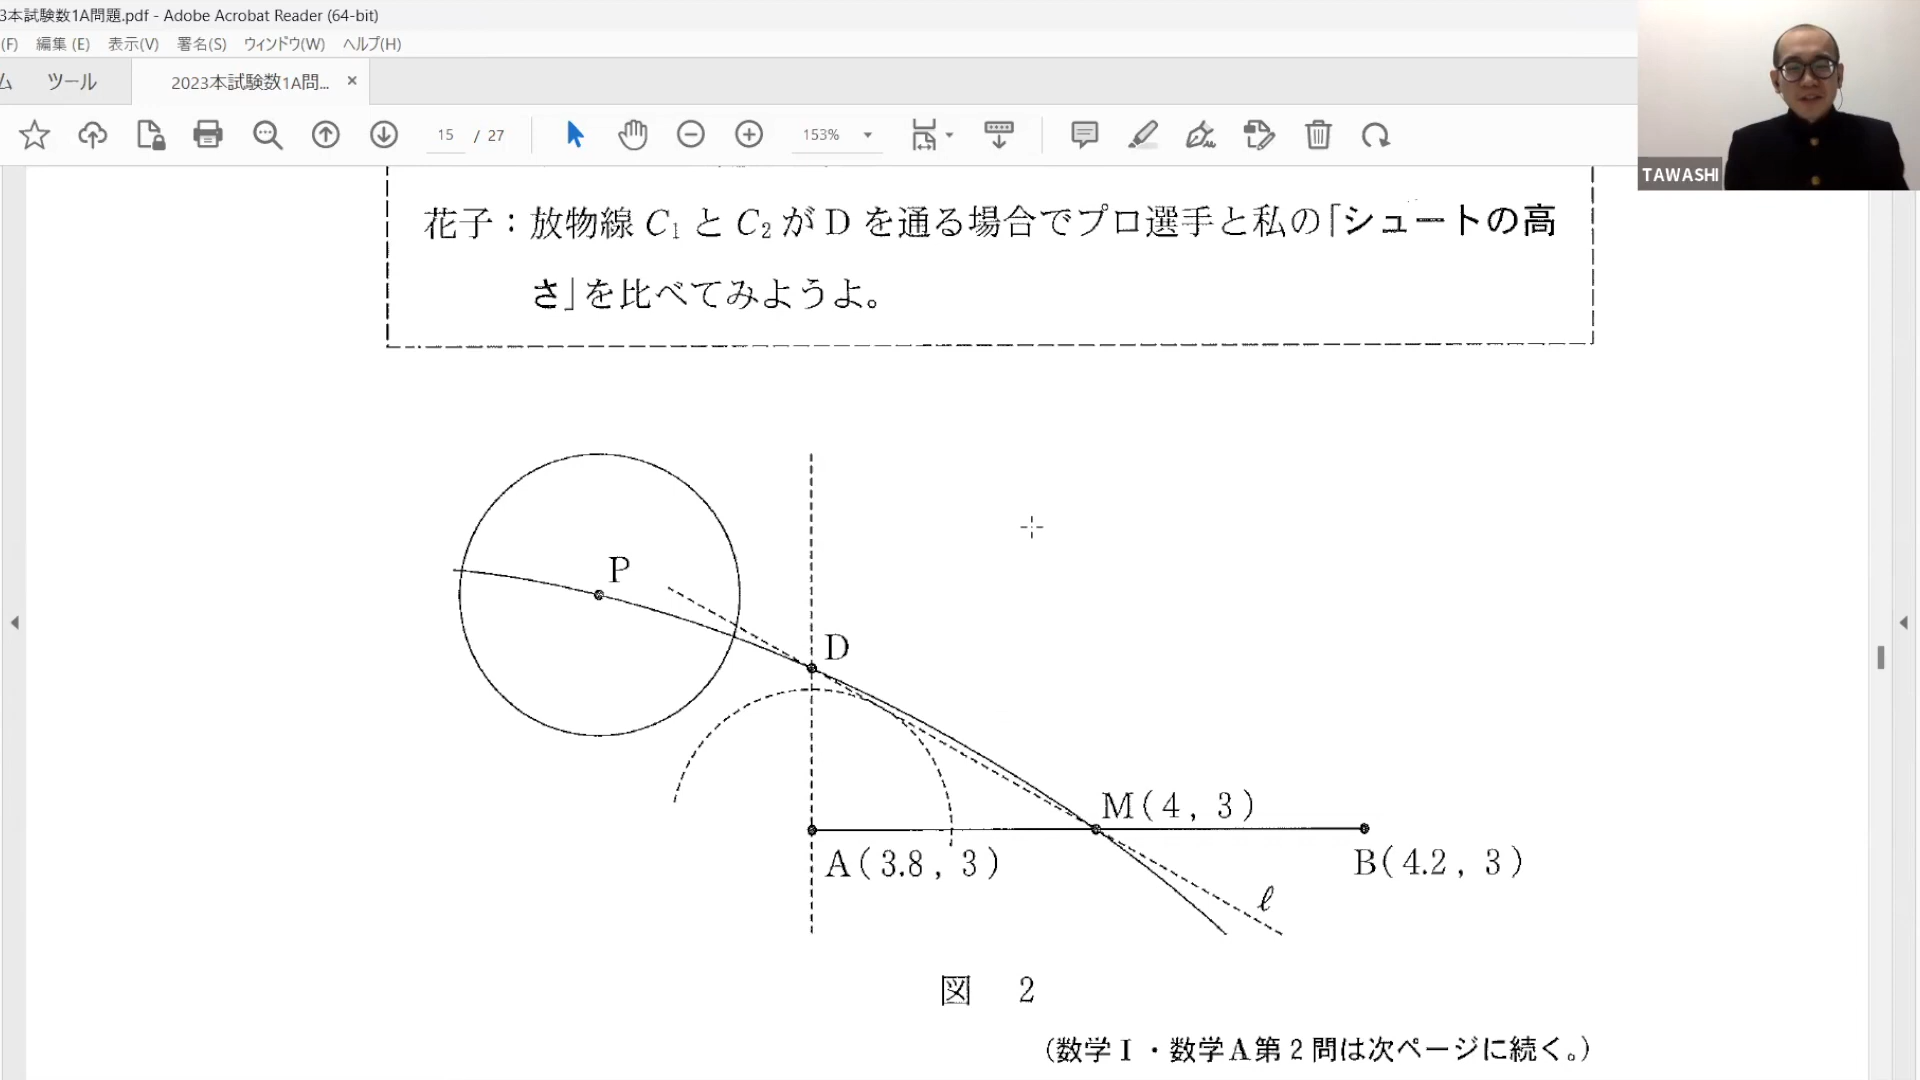 3本試験数1A問題.pdf - Adobe Acrobat Reader (64-bit)
(F) 編集 (E) 表示(V) 署名(S) ウィンドウ(W) ヘルプ(H)
ム ツール 2023本試験数1A問... ×
15 / 27 153%
TAWASHI
花子：放物線 C₁ と C₂ が D を通る場合でプロ選手と私の「シュートの高
さ」を比べてみようよ。
P
D
M(4, 3)
A(3.8, 3)
B(4.2, 3)
ℓ
図 2
(数学Ⅰ・数学A第2問は次ページに続く。)